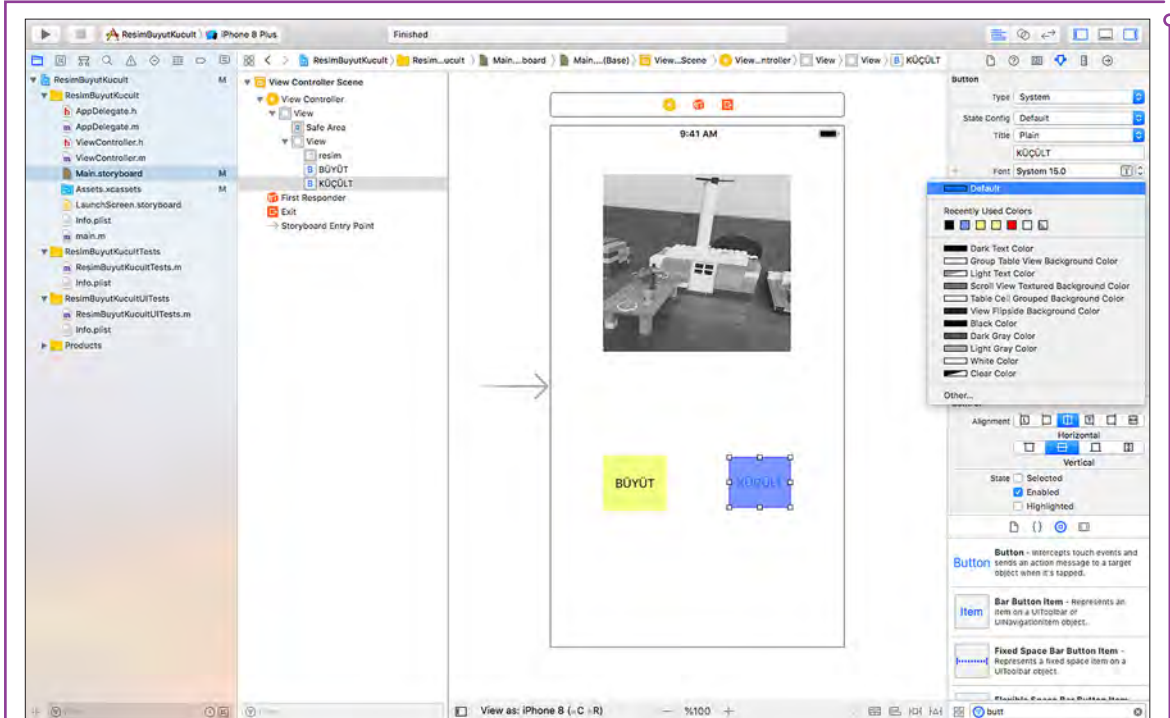 ResimBuyutKucult
iPhone 8 Plus
Finished
ResimBuyutKucult
Resim...ucult
Main....board
Main....(Base)
View...Scene
View...ntroller
View
View
B KÜÇÜLT
ResimBuyutKucult M
ResimBuyutKucult
h AppDelegate.h
m AppDelegate.m
h ViewController.h
m ViewController.m
Main.storyboard M
Assets.xcassets M
LaunchScreen.storyboard
Info.plist
m main.m
ResimBuyutKucultTests
m ResimBuyutKucultTests.m
Info.plist
ResimBuyutKucultUITests
m ResimBuyutKucultUITests.m
Info.plist
Products
View Controller Scene
View Controller
View
Safe Area
View
resim
B BÜYÜT
B KÜÇÜLT
First Responder
Exit
Storyboard Entry Point
9:41 AM
BÜYÜT
KÜÇÜLT
Button
Type System
State Config Default
Title Plain
KÜÇÜLT
Font System 15.0
Default
Recently Used Colors
Dark Text Color
Group Table View Background Color
Light Text Color
Scroll View Textured Background Color
Table Cell Grouped Background Color
View Flipside Background Color
Black Color
Dark Gray Color
Light Gray Color
White Color
Clear Color
Other...
Alignment
Horizontal
Vertical
State Selected
Enabled
Highlighted
Button
Button - Intercepts touch events and
sends an action message to a target
object when it's tapped.
Item
Bar Button Item - Represents an
item on a UIToolbar or
UINavigationItem object.
Fixed Space Bar Button Item -
Represents a fixed space item on a
UIToolbar object.
Flexible Space Bar Button Item
View as: iPhone 8 (wC hR)
%100
butt